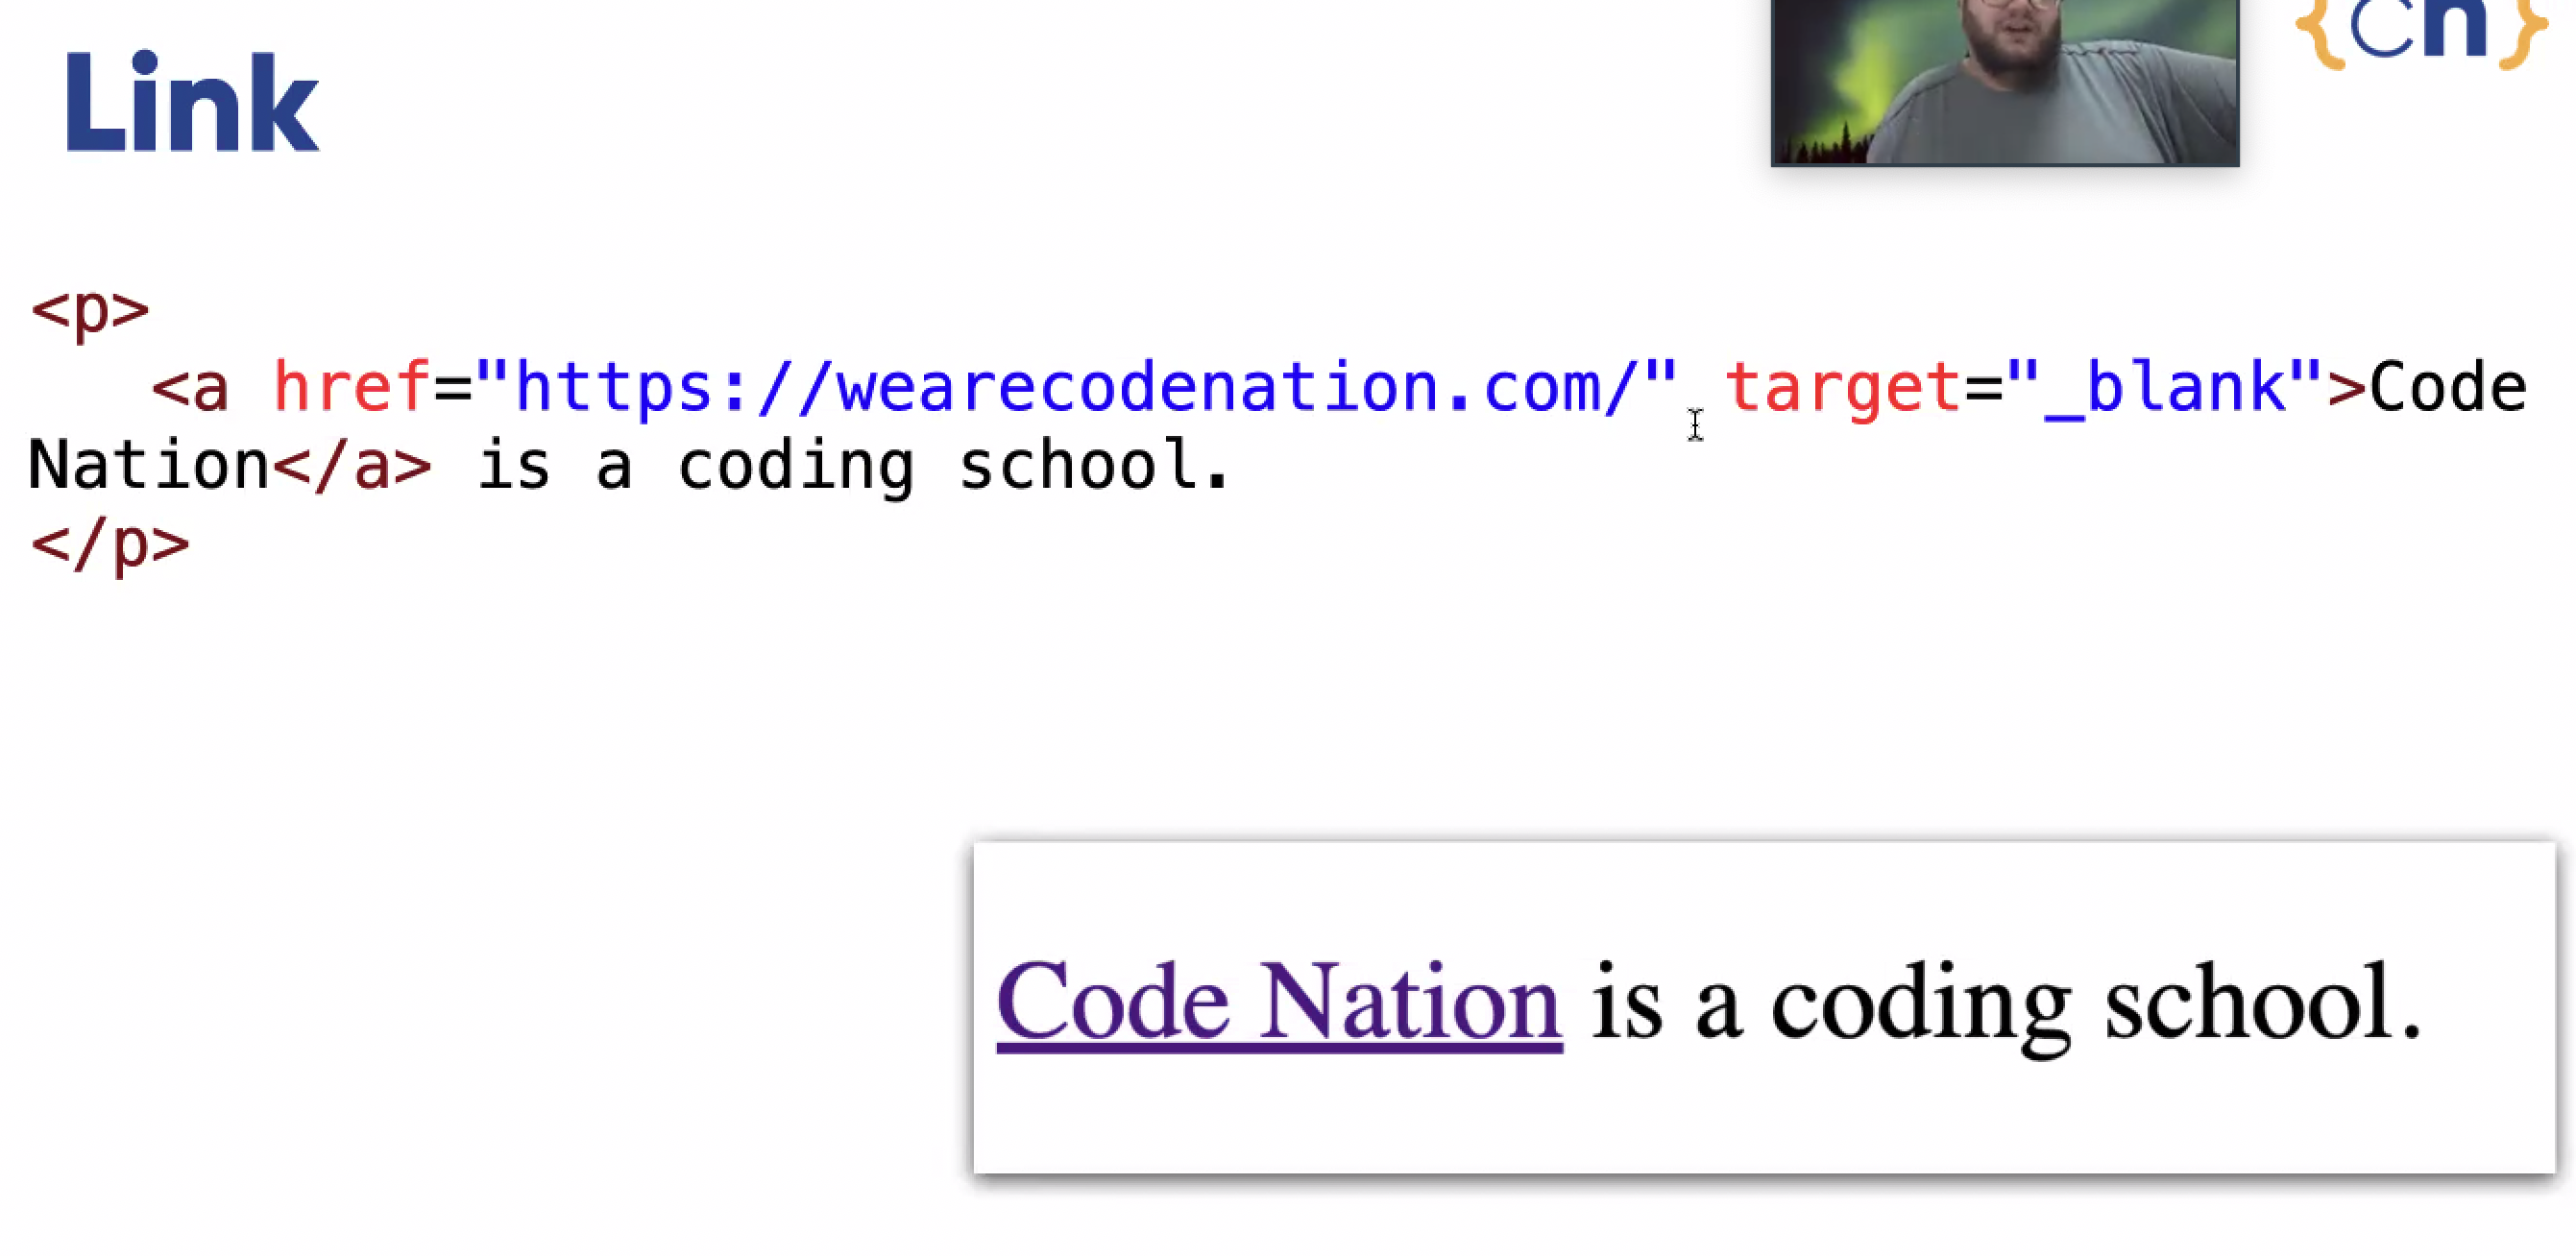 {cn}
Link
<p>
<a href="https://wearecodenation.com/" target="_blank">Code
Nation</a> is a coding school.
</p>
Code Nation is a coding school.